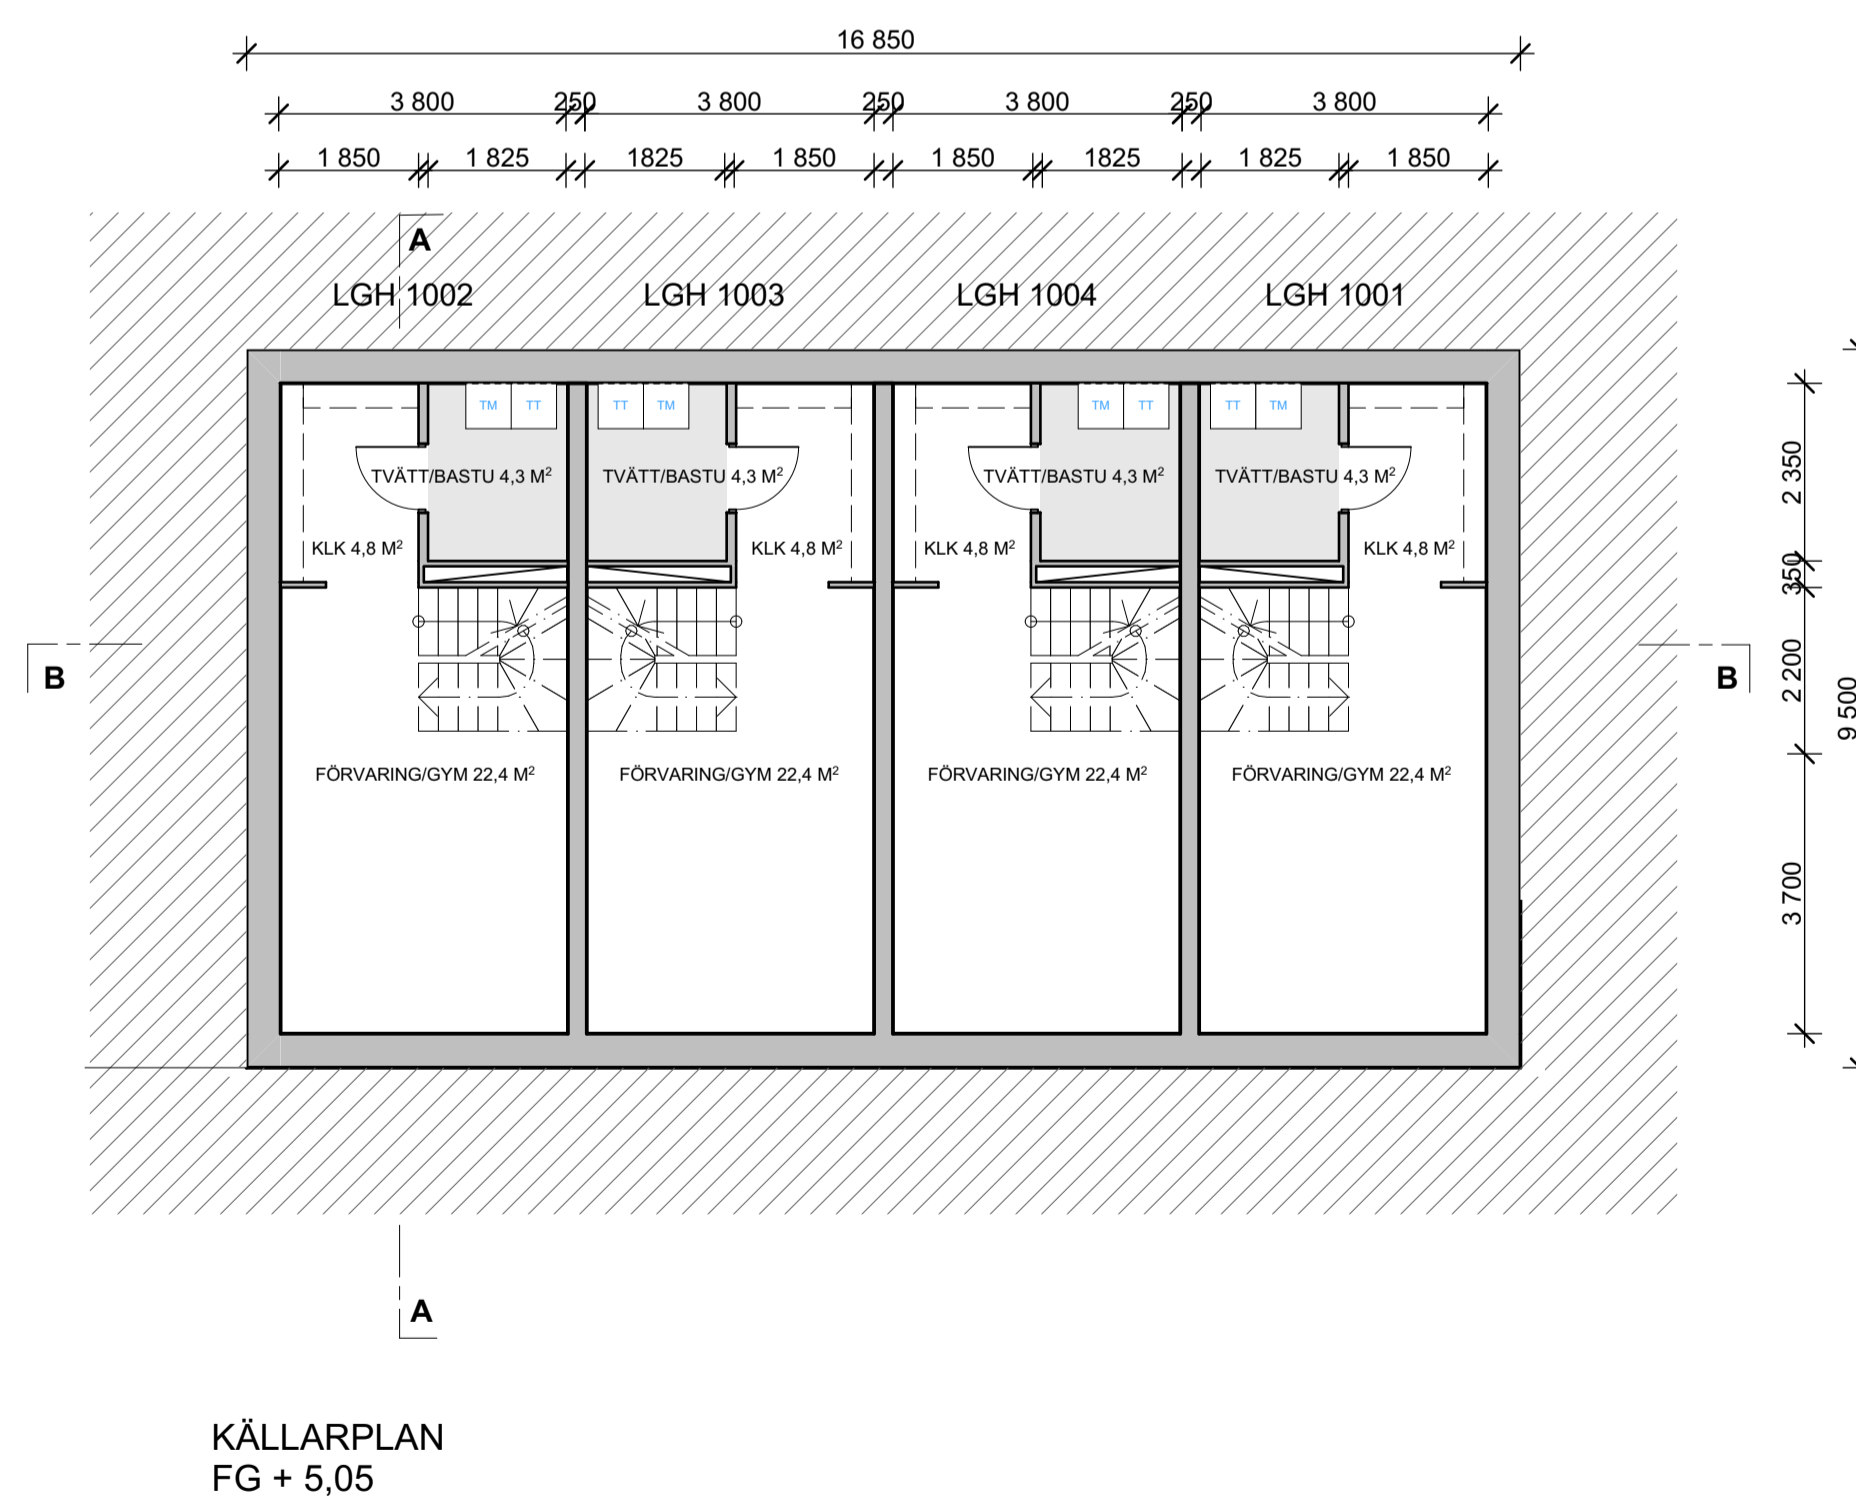 16 850
3 800 250 3 800 250 3 800 250 3 800
1 850 1 825 1825 1 850 1 850 1825 1 825 1 850
A
LGH 1002 LGH 1003 LGH 1004 LGH 1001
TM TT TT TM TM TT TT TM
TVÄTT/BASTU 4,3 M² TVÄTT/BASTU 4,3 M² TVÄTT/BASTU 4,3 M² TVÄTT/BASTU 4,3 M²
2 350
KLK 4,8 M² KLK 4,8 M² KLK 4,8 M² KLK 4,8 M²
350
B B
2 200
9 500
FÖRVARING/GYM 22,4 M² FÖRVARING/GYM 22,4 M² FÖRVARING/GYM 22,4 M² FÖRVARING/GYM 22,4 M²
3 700
A
KÄLLARPLAN
FG + 5,05